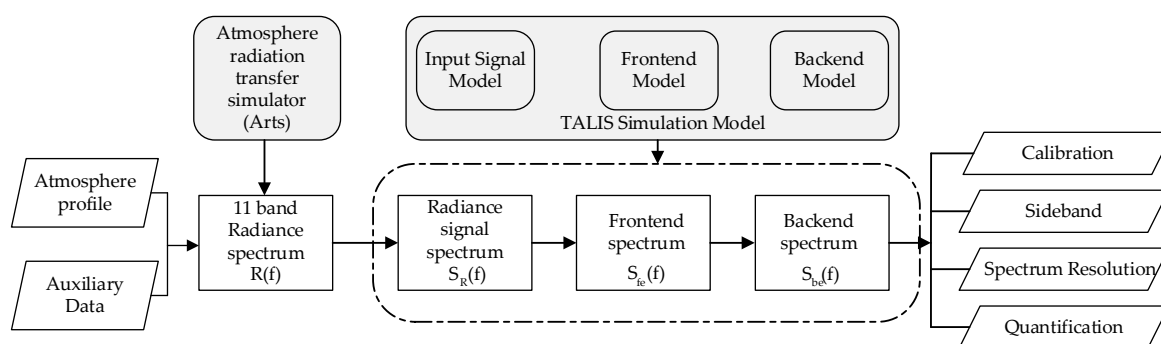 Atmosphere
radiation
transfer
simulator
(Arts)
Input Signal
Model
Frontend
Model
Backend
Model
TALIS Simulation Model
Atmosphere
profile
Auxiliary
Data
11 band
Radiance
spectrum
R(f)
Radiance
signal
spectrum
S_R(f)
Frontend
spectrum
S_fe(f)
Backend
spectrum
S_be(f)
Calibration
Sideband
Spectrum Resolution
Quantification